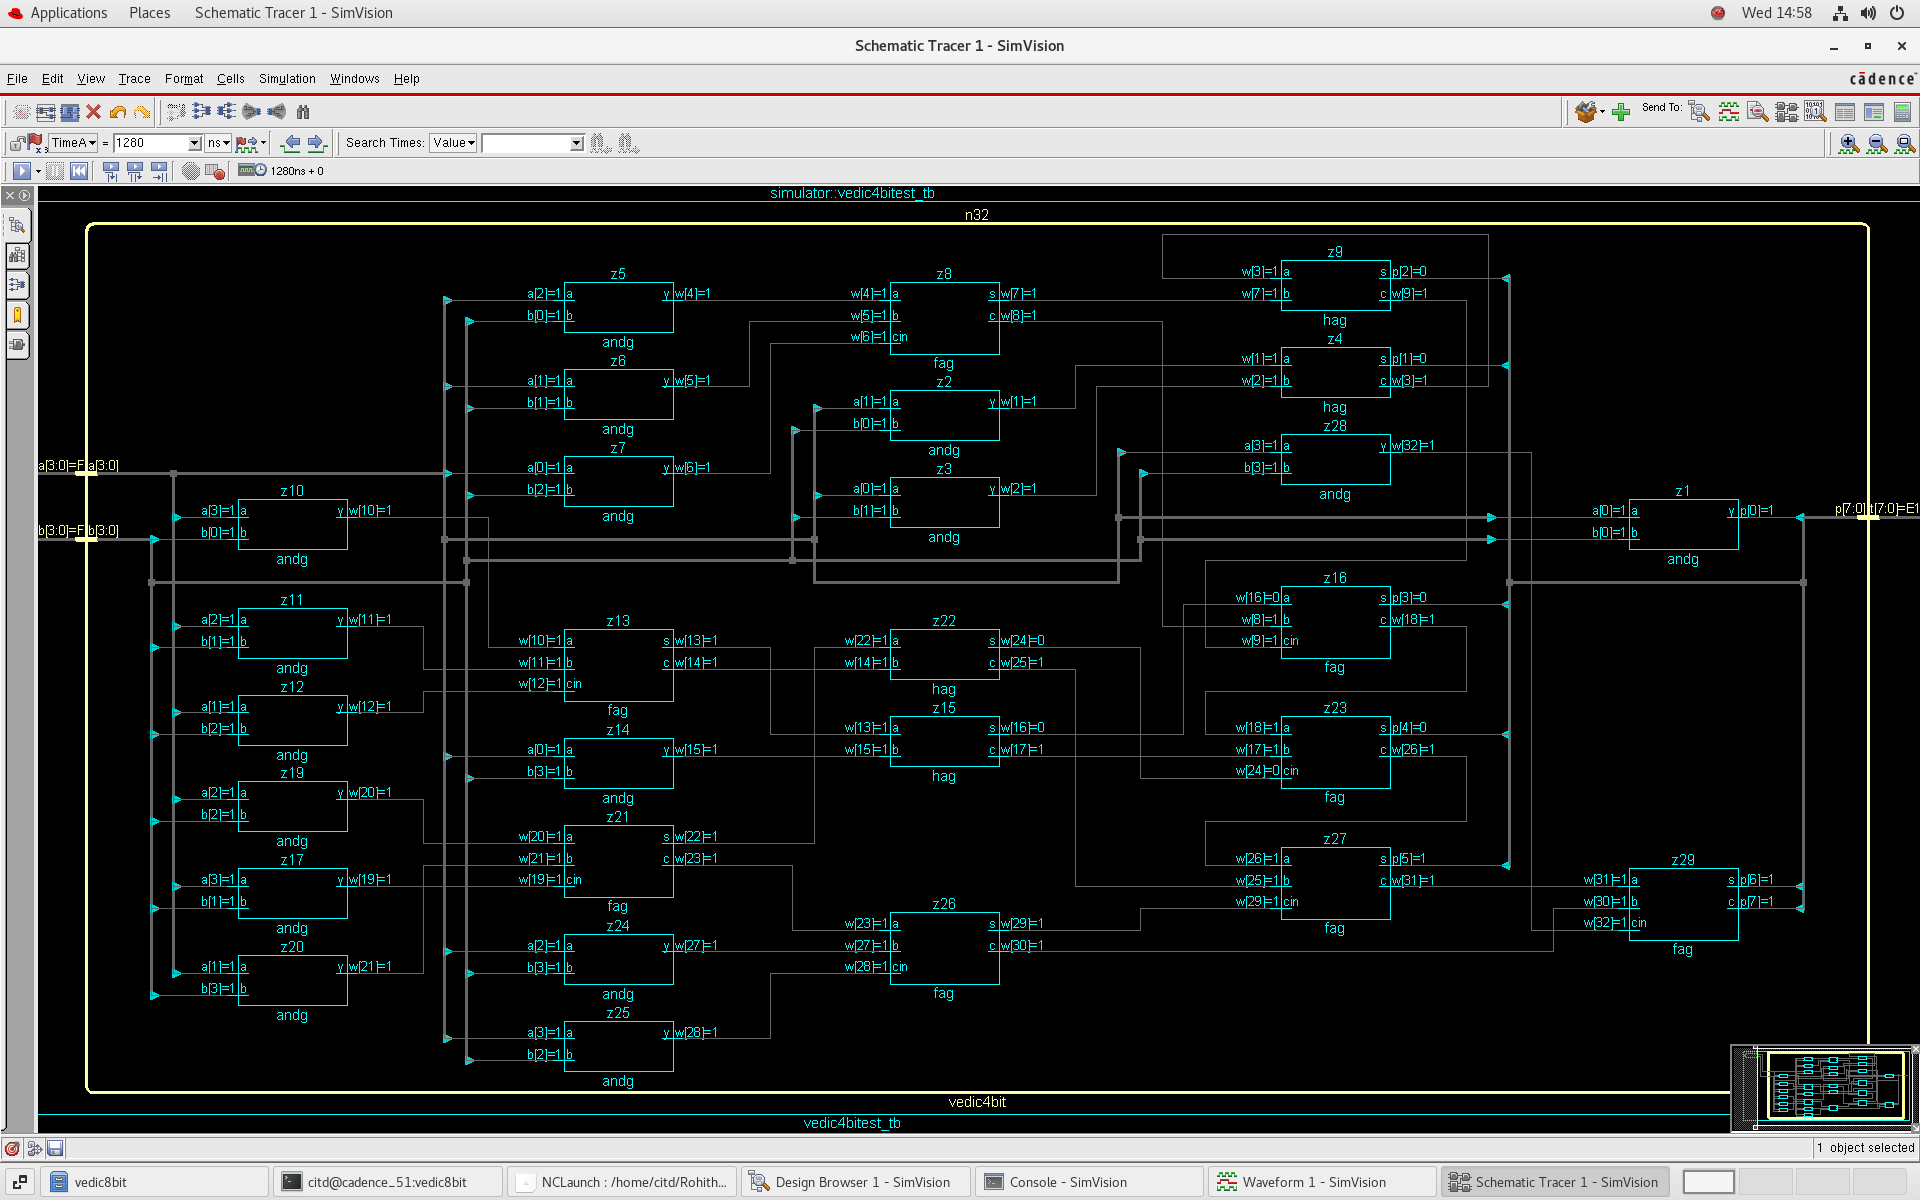 Applications Places Schematic Tracer 1 - SimVision Wed 14:58
Schematic Tracer 1 - SimVision
File Edit View Trace Format Cells Simulation Windows Help cādence
Send To:
TimeA = 1280 ns Search Times: Value
1280ns + 0
simulator::vedic4bitest_tb
n32
z5
a[2]=1 a y w[4]=1
b[0]=1 b
andg
z6
a[1]=1 a y w[5]=1
b[1]=1 b
andg
z7
a[0]=1 a y w[6]=1
b[2]=1 b
andg
z8
w[4]=1 a s w[7]=1
w[5]=1 b c w[8]=1
w[6]=1 cin
fag
z2
a[1]=1 a y w[1]=1
b[0]=1 b
andg
z3
a[0]=1 a y w[2]=1
b[1]=1 b
andg
z9
w[3]=1 a s p[2]=0
w[7]=1 b c w[9]=1
hag
z4
w[1]=1 a s p[1]=0
w[2]=1 b c w[3]=1
hag
z28
a[3]=1 a y w[32]=1
b[3]=1 b
andg
a[3:0]=F a[3:0]
b[3:0]=F b[3:0]
z1
a[0]=1 a y p[0]=1
b[0]=1 b
andg
p[7:0] t[7:0]=E1
z10
a[3]=1 a y w[10]=1
b[0]=1 b
andg
z11
a[2]=1 a y w[11]=1
b[1]=1 b
andg
z12
a[1]=1 a y w[12]=1
b[2]=1 b
andg
z19
a[2]=1 a y w[20]=1
b[2]=1 b
andg
z17
a[3]=1 a y w[19]=1
b[1]=1 b
andg
z20
a[1]=1 a y w[21]=1
b[3]=1 b
andg
z13
w[10]=1 a s w[13]=1
w[11]=1 b c w[14]=1
w[12]=1 cin
fag
z14
a[0]=1 a y w[15]=1
b[3]=1 b
andg
z21
w[20]=1 a s w[22]=1
w[21]=1 b c w[23]=1
w[19]=1 cin
fag
z24
a[2]=1 a y w[27]=1
b[3]=1 b
andg
z25
a[3]=1 a y w[28]=1
b[2]=1 b
andg
z22
w[22]=1 a s w[24]=0
w[14]=1 b c w[25]=1
hag
z15
w[13]=1 a s w[16]=0
w[15]=1 b c w[17]=1
hag
z26
w[23]=1 a s w[29]=1
w[27]=1 b c w[30]=1
w[28]=1 cin
fag
z16
w[16]=0 a s p[3]=0
w[8]=1 b c w[18]=1
w[9]=1 cin
fag
z23
w[18]=1 a s p[4]=0
w[17]=1 b c w[26]=1
w[24]=0 cin
fag
z27
w[26]=1 a s p[5]=1
w[25]=1 b c w[31]=1
w[29]=1 cin
fag
z29
w[31]=1 a s p[6]=1
w[30]=1 b c p[7]=1
w[32]=1 cin
fag
vedic4bit
vedic4bitest_tb
1 object selected
vedic8bit citd@cadence_51:vedic8bit NCLaunch : /home/citd/Rohith... Design Browser 1 - SimVision Console - SimVision Waveform 1 - SimVision Schematic Tracer 1 - SimVision